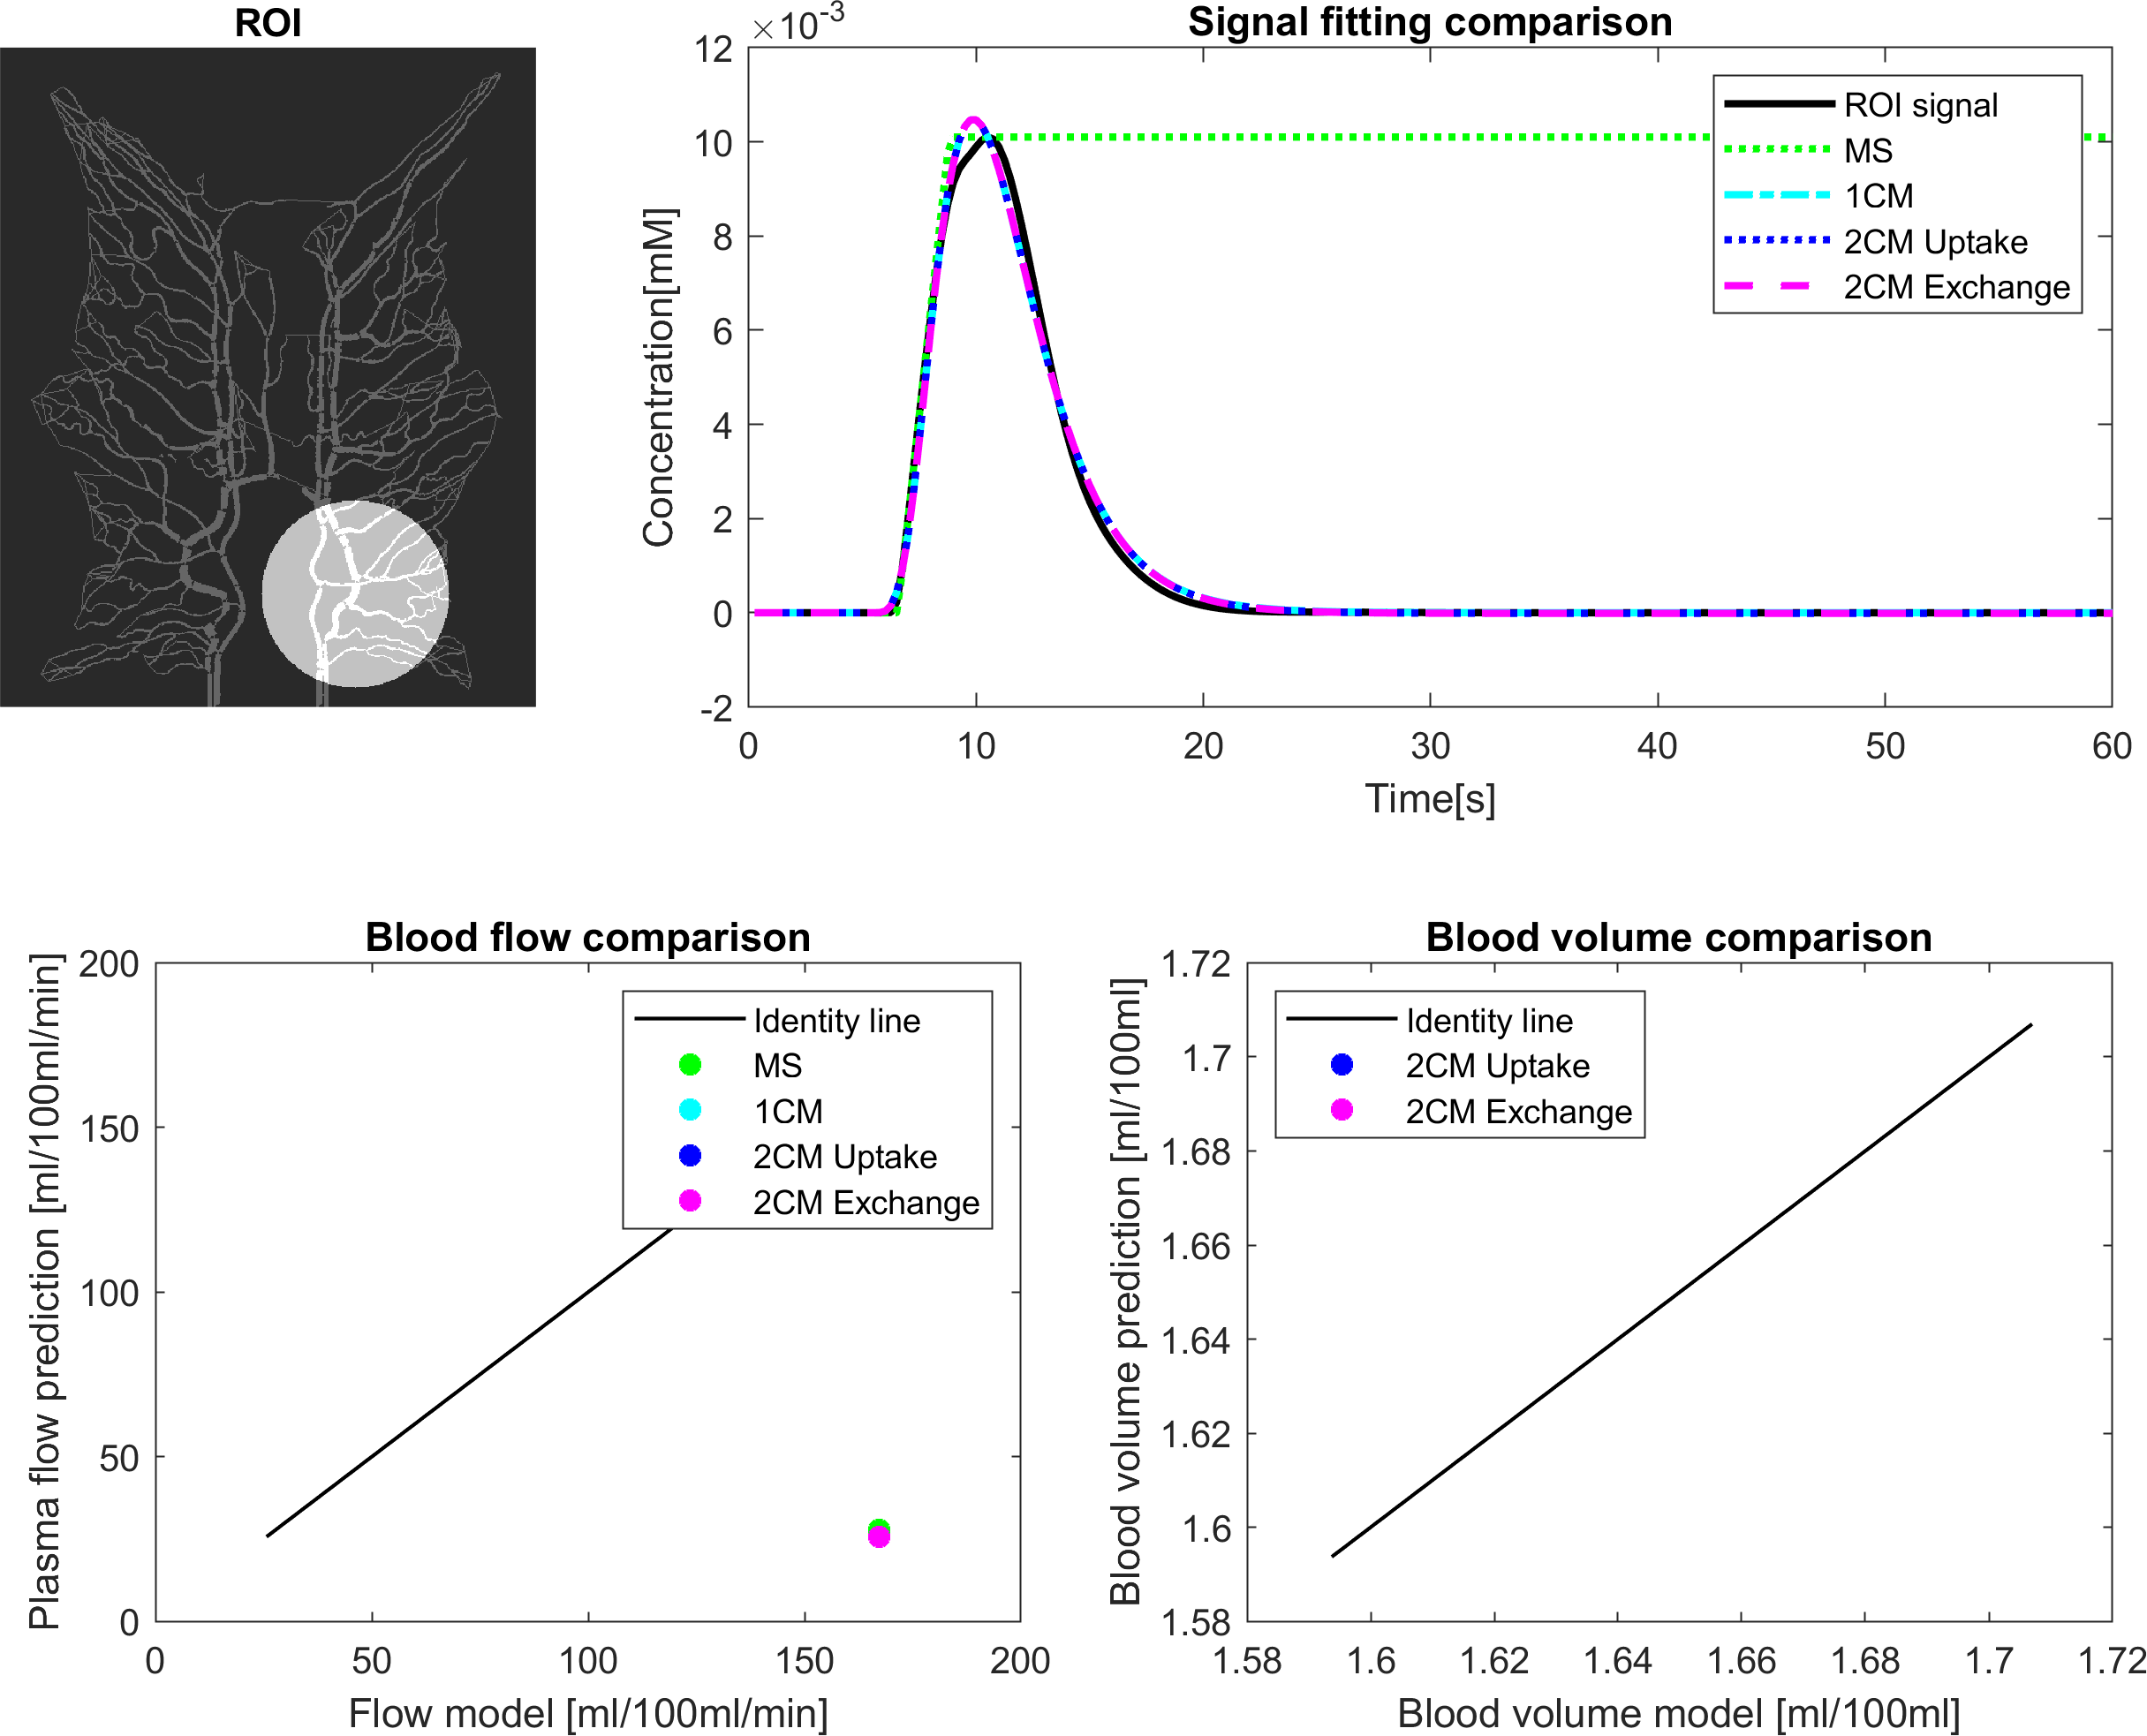 ROI
Signal fitting comparison
×10-3
12
10
8
6
4
2
0
-2
Concentration[mM]
0 10 20 30 40 50 60
Time[s]
ROI signal
MS
1CM
2CM Uptake
2CM Exchange
Blood flow comparison
200
150
100
50
0
Plasma flow prediction [ml/100ml/min]
Identity line
MS
1CM
2CM Uptake
2CM Exchange
0 50 100 150 200
Flow model [ml/100ml/min]
Blood volume comparison
1.72
1.7
1.68
1.66
1.64
1.62
1.6
1.58
Blood volume prediction [ml/100ml]
Identity line
2CM Uptake
2CM Exchange
1.58 1.6 1.62 1.64 1.66 1.68 1.7 1.72
Blood volume model [ml/100ml]